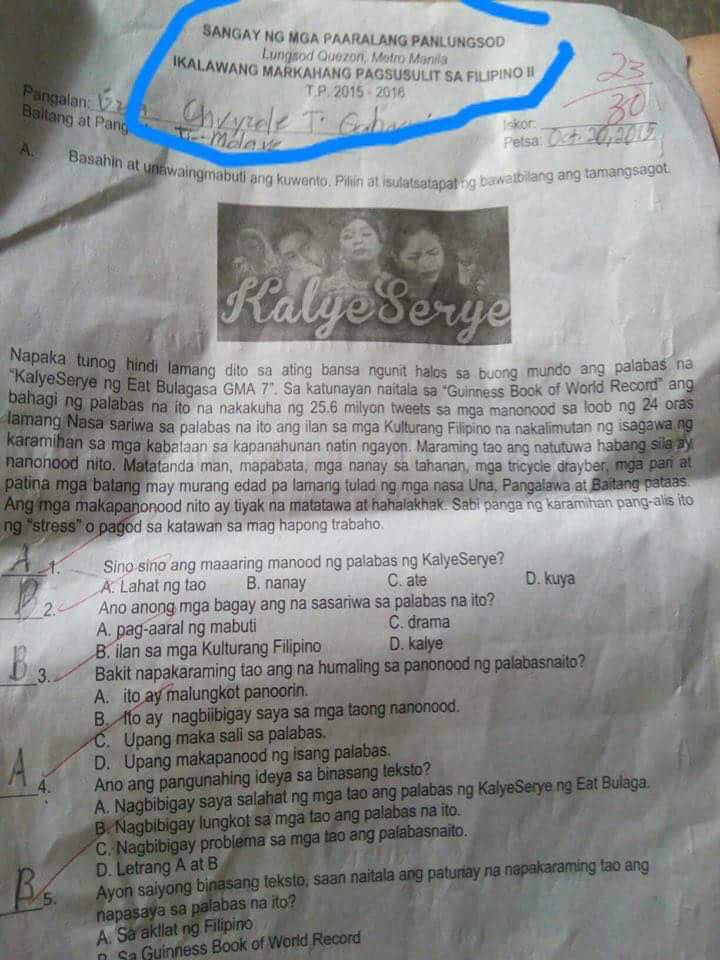 SANGAY NG MGA PAARALANG PANLUNGSOD
Lungsod Quezon, Metro Manila
IKALAWANG MARKAHANG PAGSUSULIT SA FILIPINO II
T.P. 2015 - 2016
23
30
Pangalan: T.
Baitang at Pang
Iskor:
Petsa: Oct. 20, 2015
A. Basahin at unawaingmabuti ang kuwento. Piliin at isulatsatapat ng bawatbilang ang tamangsagot.
KalyeSerye
Napaka tunog hindi lamang dito sa ating bansa ngunit halos sa buong mundo ang palabas na
"KalyeSerye ng Eat Bulagasa GMA 7". Sa katunayan naitala sa "Guinness Book of World Record" ang
bahagi ng palabas na ito na nakakuha ng 25.6 milyon tweets sa mga manonood sa loob ng 24 oras
lamang Nasa sariwa sa palabas na ito ang ilan sa mga Kulturang Filipino na nakalimutan ng isagawa ng
karamihan sa mga kabataan sa kapanahunan natin ngayon. Maraming tao ang natutuwa habang sila ay
nanonood nito. Matatanda man, mapabata, mga nanay sa tahanan, mga tricycle drayber, mga pari at
patina mga batang may murang edad pa lamang tulad ng mga nasa Una, Pangalawa at Baitang pataas.
Ang mga makapanonood nito ay tiyak na matatawa at hahalakhak. Sabi panga ng karamihan pang-alis ito
ng "stress" o pagod sa katawan sa mag hapong trabaho.
A 1. Sino sino ang maaaring manood ng palabas ng KalyeSerye?
A. Lahat ng tao B. nanay C. ate D. kuya
B 2. Ano anong mga bagay ang na sasariwa sa palabas na ito?
A. pag-aaral ng mabuti C. drama
B. ilan sa mga Kulturang Filipino D. kalye
B 3. Bakit napakaraming tao ang na humaling sa panonood ng palabasnaito?
A. ito ay malungkot panoorin.
B. Ito ay nagbiibigay saya sa mga taong nanonood.
C. Upang maka sali sa palabas.
D. Upang makapanood ng isang palabas.
A 4. Ano ang pangunahing ideya sa binasang teksto?
A. Nagbibigay saya salahat ng mga tao ang palabas ng KalyeSerye ng Eat Bulaga.
B. Nagbibigay lungkot sa mga tao ang palabas na ito.
C. Nagbibigay problema sa mga tao ang palabasnaito.
D. Letrang A at B
B 5. Ayon saiyong binasang teksto, saan naitala ang patunay na napakaraming tao ang
napasaya sa palabas na ito?
A. Sa akllat ng Filipino
B. Sa Guinness Book of World Record